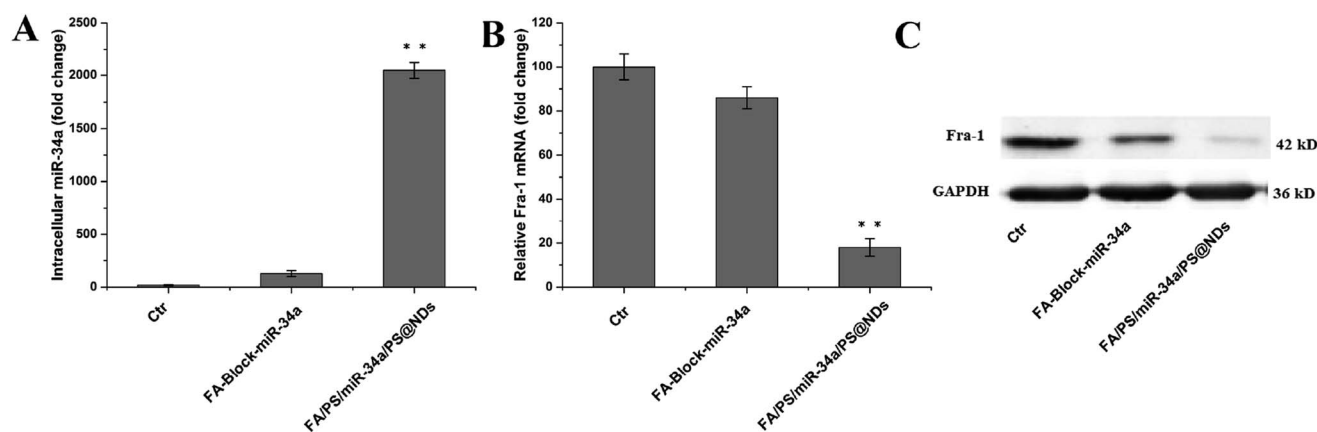 A
Intracellular miR-34a (fold change)
2500
2000
1500
1000
500
0
* *
Ctr
FA-Block-miR-34a
FA/PS/miR-34a/PS@NDs
B
Relative Fra-1 mRNA (fold change)
120
100
80
60
40
20
0
* *
Ctr
FA-Block-miR-34a
FA/PS/miR-34a/PS@NDs
C
Fra-1 42 kD
GAPDH 36 kD
Ctr
FA-Block-miR-34a
FA/PS/miR-34a/PS@NDs